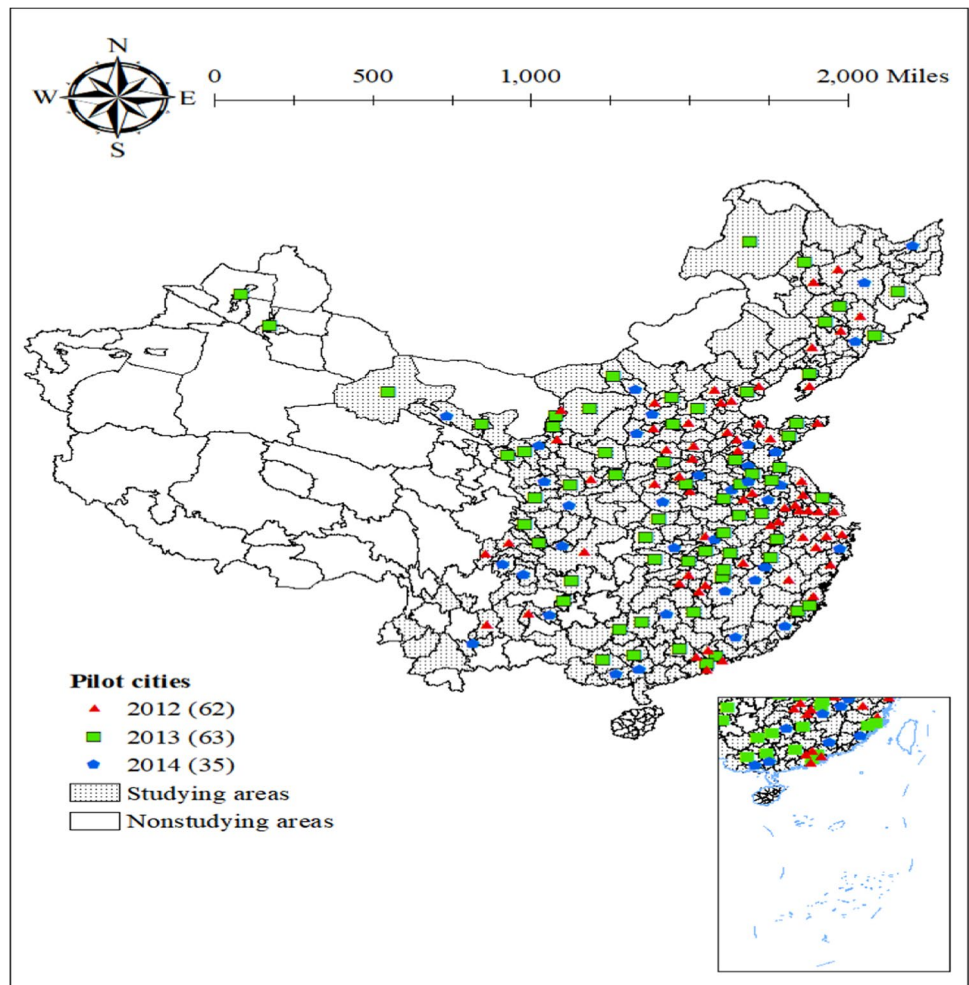 N
W E
S
0 500 1,000 2,000 Miles
Pilot cities
2012 (62)
2013 (63)
2014 (35)
Studying areas
Nonstudying areas